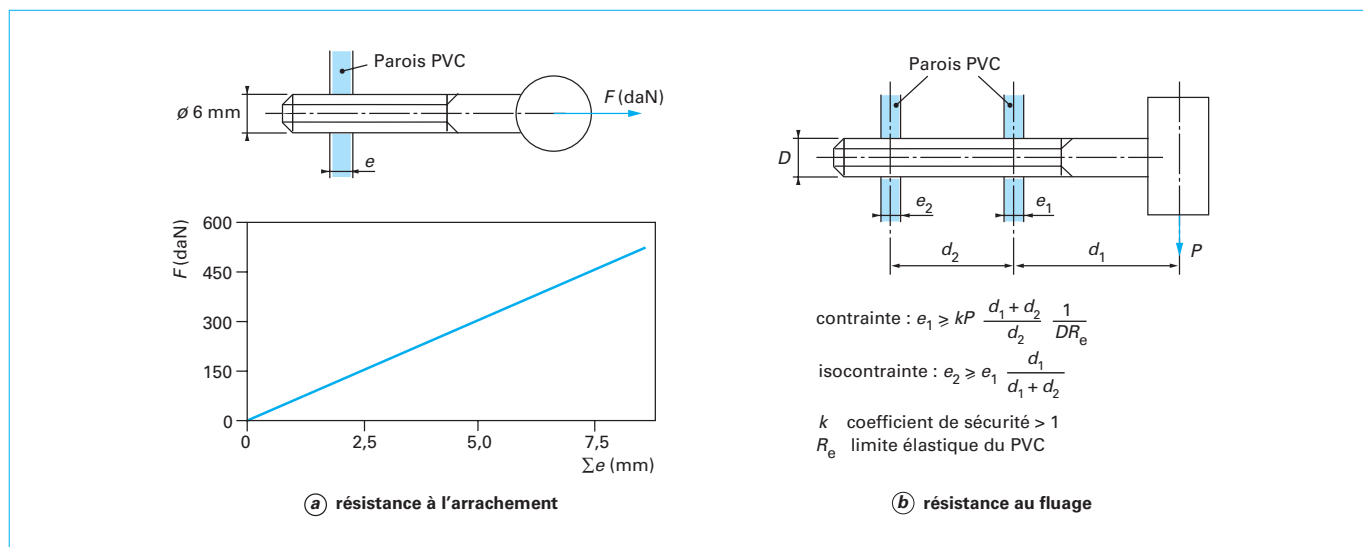 Parois PVC
F (daN)
ø 6 mm
e
F (daN)
600
450
300
150
0
0 2,5 5,0 7,5
∑e (mm)
ⓐ résistance à l'arrachement
Parois PVC
D
e₂ e₁
d₂ d₁
P
contrainte : e₁ ⩾ kP (d₁ + d₂)/d₂ 1/(DRₑ)
isocontrainte : e₂ ⩾ e₁ d₁/(d₁ + d₂)
k coefficient de sécurité > 1
Rₑ limite élastique du PVC
ⓑ résistance au fluage